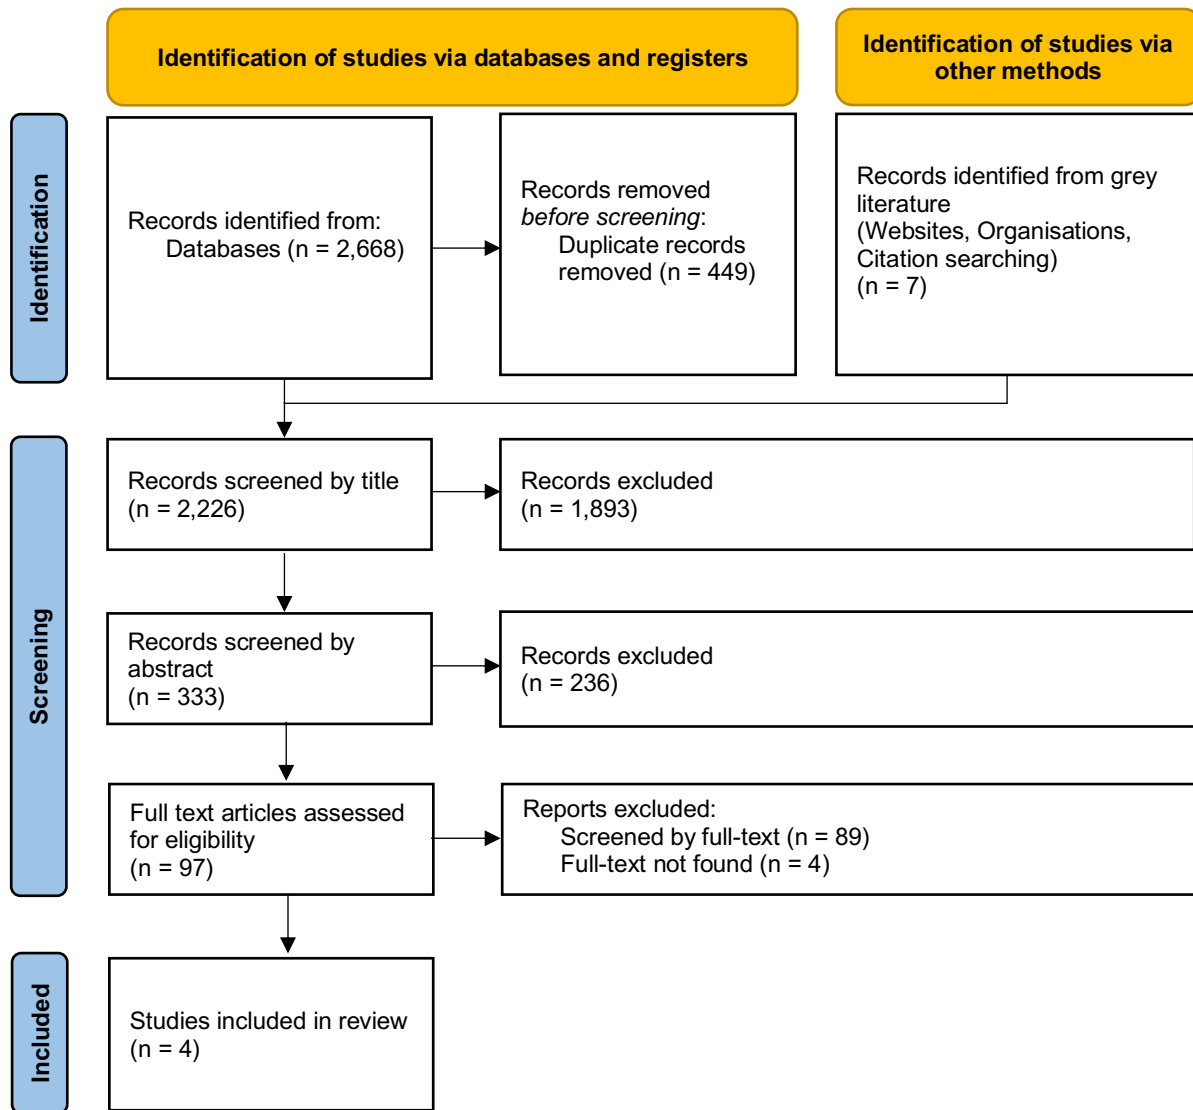 Identification of studies via databases and registers
Identification of studies via
other methods
Identification
Records identified from:
Databases (n = 2,668)
Records removed
before screening:
Duplicate records
removed (n = 449)
Records identified from grey
literature
(Websites, Organisations,
Citation searching)
(n = 7)
Screening
Records screened by title
(n = 2,226)
Records excluded
(n = 1,893)
Records screened by
abstract
(n = 333)
Records excluded
(n = 236)
Full text articles assessed
for eligibility
(n = 97)
Reports excluded:
Screened by full-text (n = 89)
Full-text not found (n = 4)
Included
Studies included in review
(n = 4)